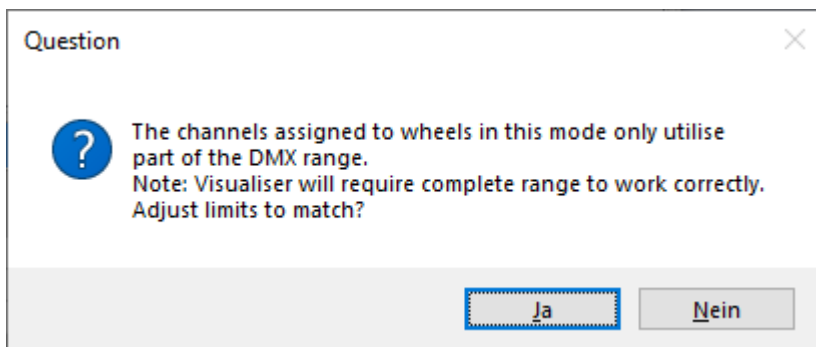 Question
The channels assigned to wheels in this mode only utilise
part of the DMX range.
Note: Visualiser will require complete range to work correctly.
Adjust limits to match?
Ja
Nein